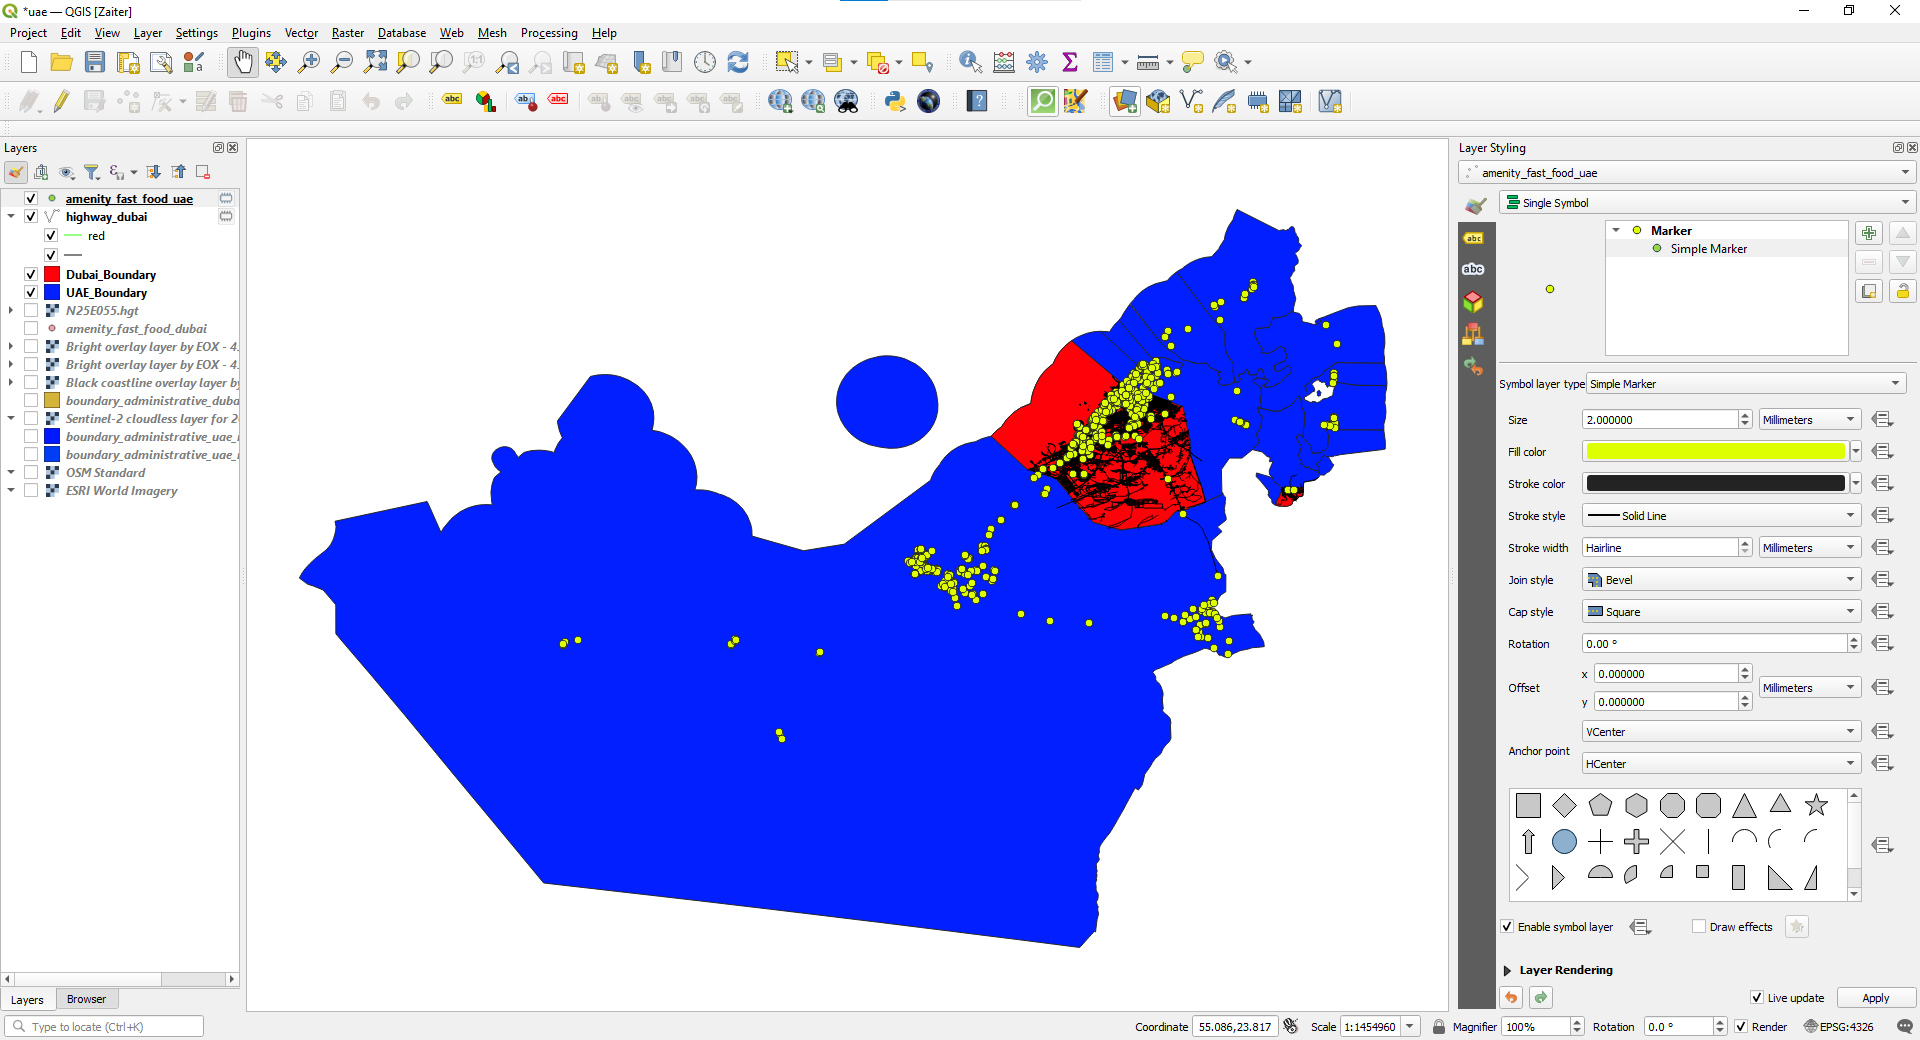 *uae — QGIS [Zaiter]
Project Edit View Layer Settings Plugins Vector Raster Database Web Mesh Processing Help
Layers
amenity_fast_food_uae
highway_dubai
red
Dubai_Boundary
UAE_Boundary
N25E055.hgt
amenity_fast_food_dubai
Bright overlay layer by EOX - 4.
Bright overlay layer by EOX - 4.
Black coastline overlay layer by
boundary_administrative_duba
Sentinel-2 cloudless layer for 2
boundary_administrative_uae_
boundary_administrative_uae_
OSM Standard
ESRI World Imagery
Layers Browser
Type to locate (Ctrl+K)
Layer Styling
amenity_fast_food_uae
Single Symbol
Marker
Simple Marker
Symbol layer type Simple Marker
Size 2.000000 Millimeters
Fill color
Stroke color
Stroke style Solid Line
Stroke width Hairline Millimeters
Join style Bevel
Cap style Square
Rotation 0.00 °
Offset x 0.000000 Millimeters
y 0.000000
Anchor point VCenter
HCenter
Enable symbol layer Draw effects
Layer Rendering
Live update Apply
Coordinate 55.086,23.817 Scale 1:1454960 Magnifier 100% Rotation 0.0 ° Render EPSG:4326